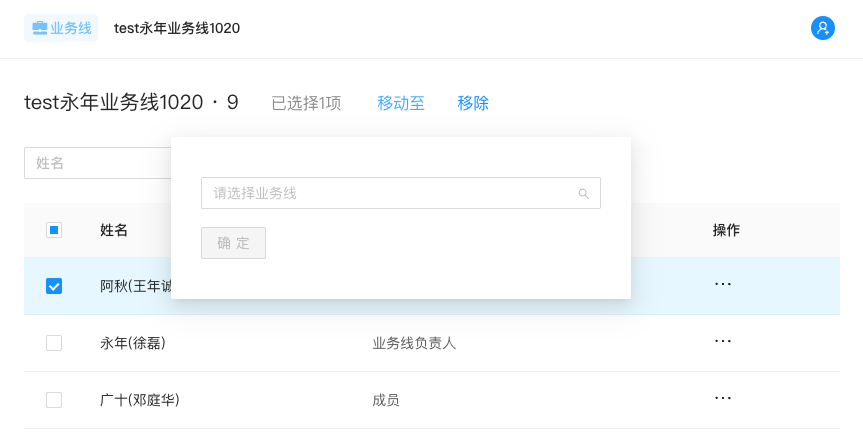 业务线 test永年业务线1020
test永年业务线1020 · 9 已选择1项 移动至 移除
姓名
请选择业务线
姓名 操作
确 定
阿秋(王年诚 ···
永年(徐磊) 业务线负责人 ···
广十(邓庭华) 成员 ···